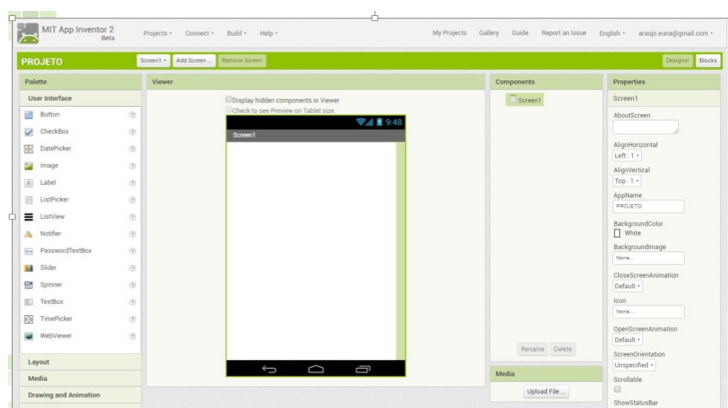 MIT App Inventor 2
Beta
Projects
Connect
Build
Help
My Projects
Gallery
Guide
Report an Issue
English
araujo.euna@gmail.com
PROJETO
Screen1
Add Screen ...
Remove Screen
Designer
Blocks
Palette
User Interface
Button
CheckBox
DatePicker
Image
Label
ListPicker
ListView
Notifier
PasswordTextBox
Slider
Spinner
TextBox
TimePicker
WebViewer
Layout
Media
Drawing and Animation
Viewer
Display hidden components in Viewer
Check to see Preview on Tablet size
9:48
Screen1
Components
Screen1
Rename
Delete
Media
Upload File ...
Properties
Screen1
AboutScreen
AlignHorizontal
Left : 1
AlignVertical
Top : 1
AppName
PROJETO
BackgroundColor
White
BackgroundImage
None...
CloseScreenAnimation
Default
Icon
None...
OpenScreenAnimation
Default
ScreenOrientation
Unspecified
Scrollable
ShowStatusBar